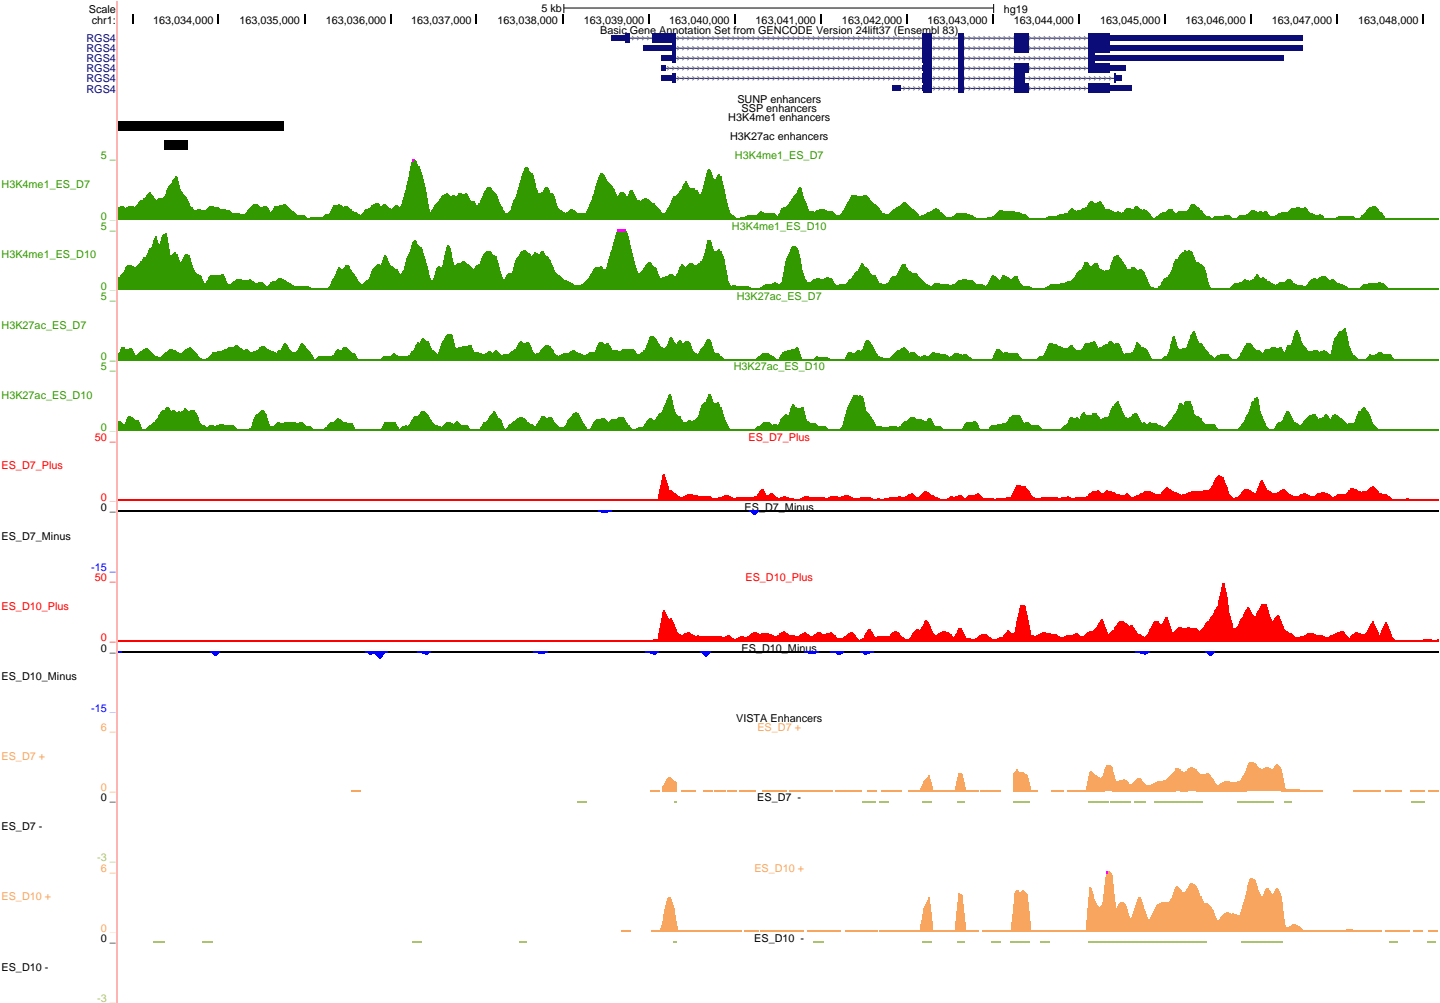 Scale 5 kb hg19
chr1: 163,034,000 163,035,000 163,036,000 163,037,000 163,038,000 163,039,000 163,040,000 163,041,000 163,042,000 163,043,000 163,044,000 163,045,000 163,046,000 163,047,000 163,048,000
Basic Gene Annotation Set from GENCODE Version 24lift37 (Ensembl 83)
RGS4
RGS4
RGS4
RGS4
RGS4
RGS4
SUNP enhancers
SSP enhancers
H3K4me1 enhancers
H3K27ac enhancers
5 H3K4me1_ES_D7
H3K4me1_ES_D7
0
5 H3K4me1_ES_D10
H3K4me1_ES_D10
0
5 H3K27ac_ES_D7
H3K27ac_ES_D7
0
5 H3K27ac_ES_D10
H3K27ac_ES_D10
0
50 ES_D7_Plus
ES_D7_Plus
0
0 ES_D7_Minus
ES_D7_Minus
-15
50 ES_D10_Plus
ES_D10_Plus
0
0 ES_D10_Minus
ES_D10_Minus
-15
VISTA Enhancers
6 ES_D7 +
ES_D7 +
0
0 ES_D7 -
ES_D7 -
-3
6 ES_D10 +
ES_D10 +
0
0 ES_D10 -
ES_D10 -
-3